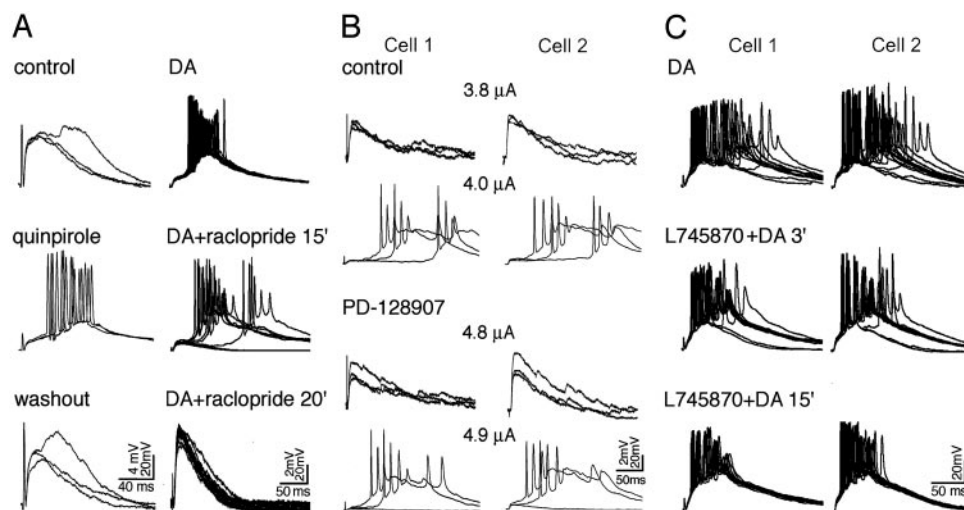 A
control
DA
quinpirole
DA+raclopride 15'
washout
DA+raclopride 20'
4 mV
20mV
40 ms
2mV
20mV
50 ms
B
Cell 1
Cell 2
control
3.8 µA
4.0 µA
PD-128907
4.8 µA
4.9 µA
2mV
20mV
50ms
C
Cell 1
Cell 2
DA
L745870+DA 3'
L745870+DA 15'
20mV
50 ms